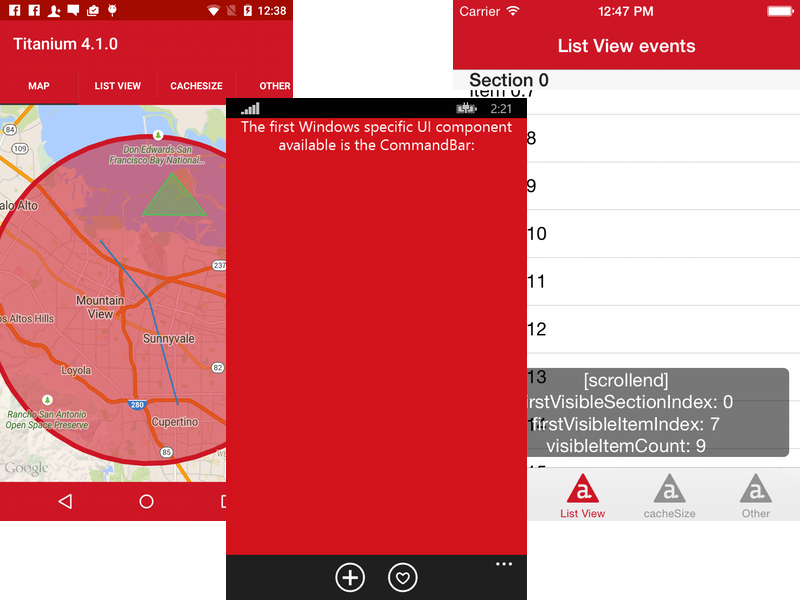 12:38
Titanium 4.1.0
MAP
LIST VIEW
CACHESIZE
OTHER
84
109
Don Edwards San
Francisco Bay National...
alo Alto
237
Mountain
View
os Altos Hills
Sunnyvale
Loyola
82
280
Rancho San Antonio
Open Space Preserve
Cupertino
85
Google
2:21
The first Windows specific UI component
available is the CommandBar:
Carrier
12:47 PM
List View events
Section 0
Item 0.7
8
9
10
11
12
13
[scrollend]
irstVisibleSectionIndex: 0
firstVisibleItemIndex: 7
visibleItemCount: 9
List View
cacheSize
Other